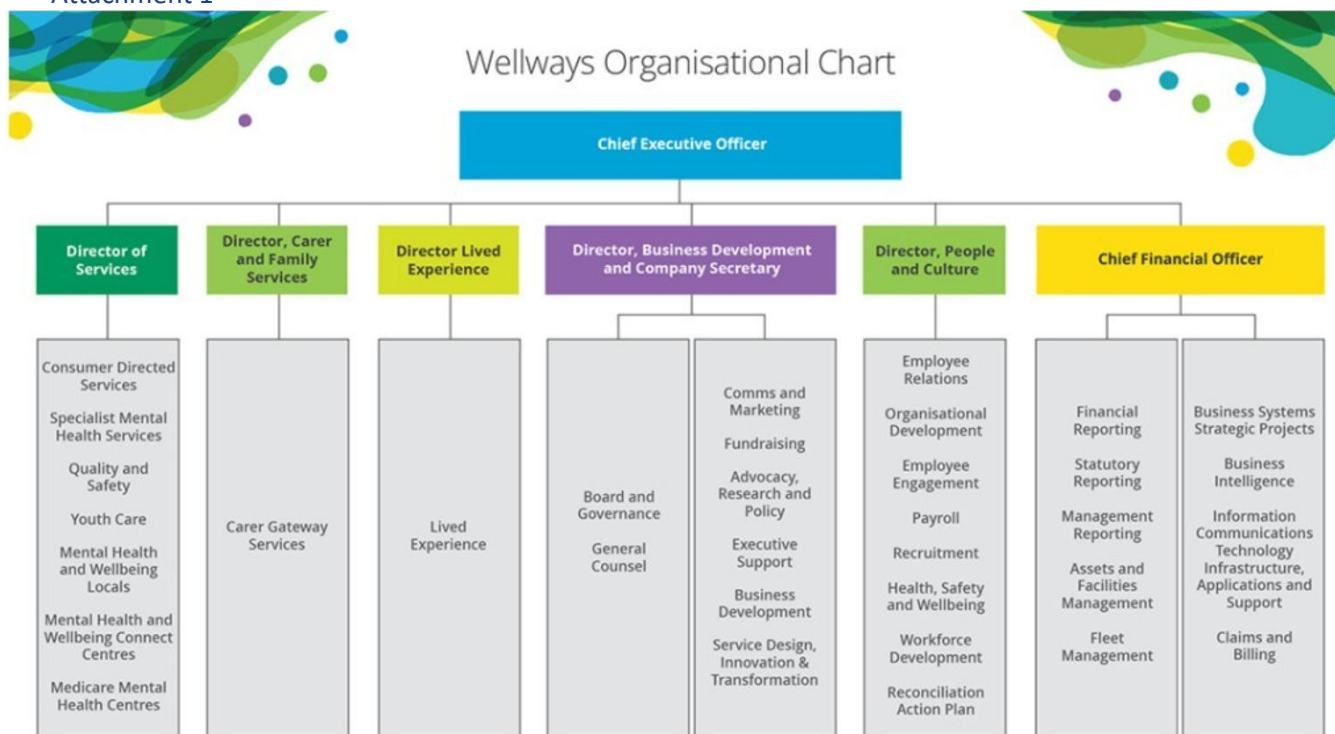 Attachment 1
Wellways Organisational Chart
Chief Executive Officer
Director of
Services
Director, Carer
and Family
Services
Director Lived
Experience
Director, Business Development
and Company Secretary
Director, People
and Culture
Chief Financial Officer
Consumer Directed
Services
Specialist Mental
Health Services
Quality and
Safety
Youth Care
Mental Health
and Wellbeing
Locals
Mental Health and
Wellbeing Connect
Centres
Medicare Mental
Health Centres
Carer Gateway
Services
Lived
Experience
Board and
Governance
General
Counsel
Comms and
Marketing
Fundraising
Advocacy,
Research and
Policy
Executive
Support
Business
Development
Service Design,
Innovation &
Transformation
Employee
Relations
Organisational
Development
Employee
Engagement
Payroll
Recruitment
Health, Safety
and Wellbeing
Workforce
Development
Reconciliation
Action Plan
Financial
Reporting
Statutory
Reporting
Management
Reporting
Assets and
Facilities
Management
Fleet
Management
Business Systems
Strategic Projects
Business
Intelligence
Information
Communications
Technology
Infrastructure,
Applications and
Support
Claims and
Billing